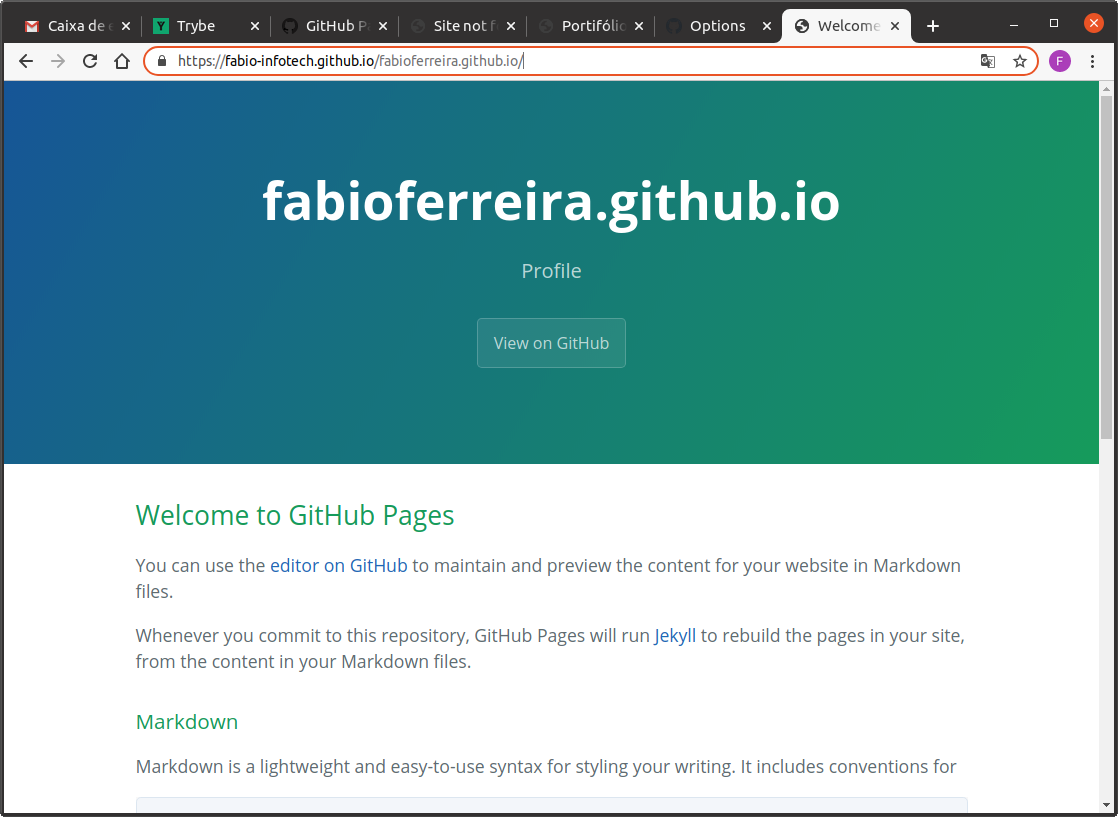 Caixa de e
Trybe
GitHub Pa
Site not f
Portifólio
Options
Welcome
https://fabio-infotech.github.io/fabioferreira.github.io/
F
fabioferreira.github.io
Profile
View on GitHub
Welcome to GitHub Pages
You can use the editor on GitHub to maintain and preview the content for your website in Markdown
files.
Whenever you commit to this repository, GitHub Pages will run Jekyll to rebuild the pages in your site,
from the content in your Markdown files.
Markdown
Markdown is a lightweight and easy-to-use syntax for styling your writing. It includes conventions for